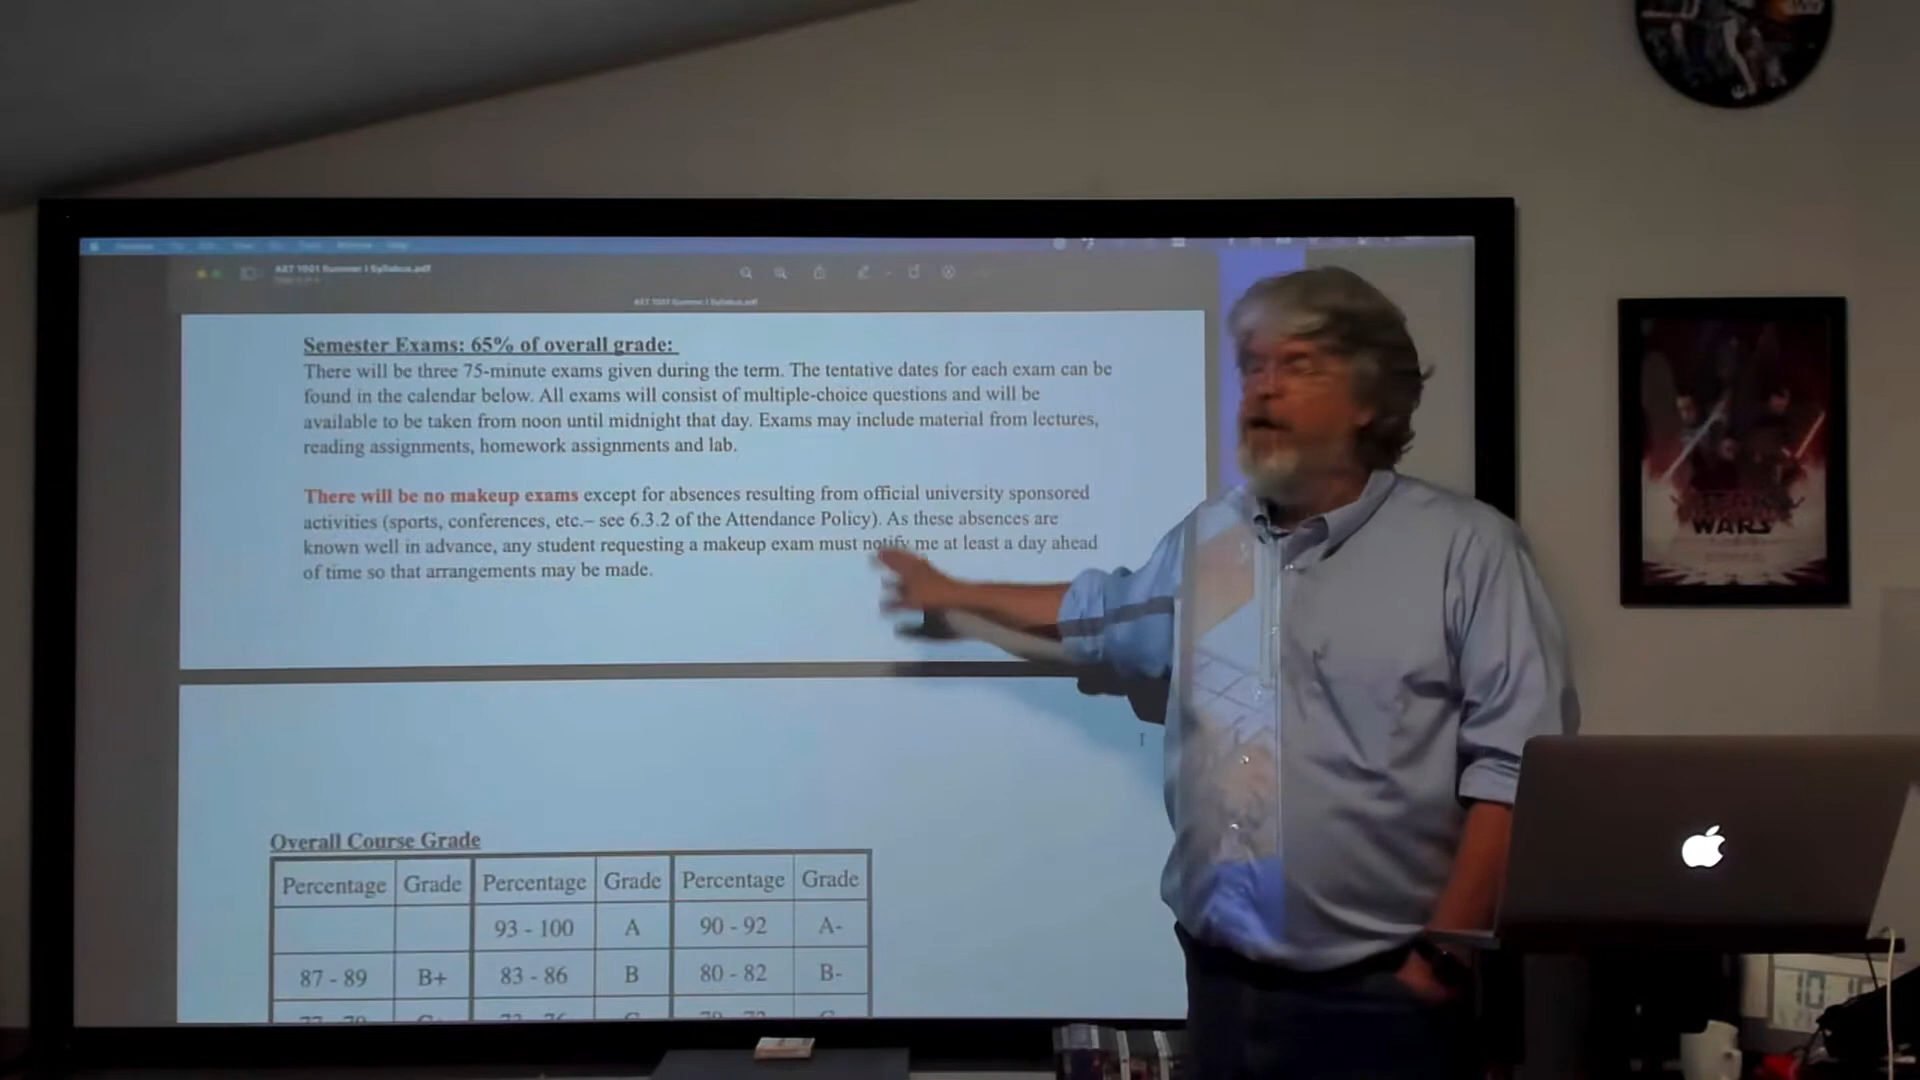 Syllabus.pdf
Semester Exams: 65% of overall grade:
There will be three 75-minute exams given during the term. The tentative dates for each exam can be
found in the calendar below. All exams will consist of multiple-choice questions and will be
available to be taken from noon until midnight that day. Exams may include material from lectures,
reading assignments, homework assignments and lab.
There will be no makeup exams except for absences resulting from official university sponsored
activities (sports, conferences, etc.– see 6.3.2 of the Attendance Policy). As these absences are
known well in advance, any student requesting a makeup exam must notify me at least a day ahead
of time so that arrangements may be made.
Overall Course Grade
Percentage Grade Percentage Grade Percentage Grade
93 - 100 A 90 - 92 A-
87 - 89 B+ 83 - 86 B 80 - 82 B-
WARS